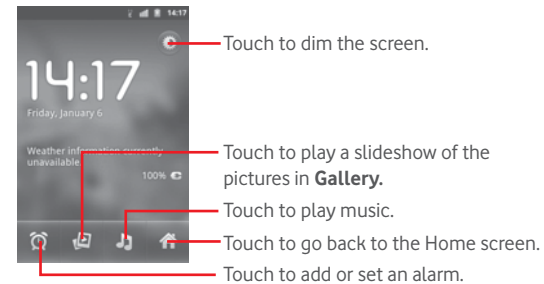 14:17
Touch to dim the screen.
14:17
Friday, January 6
Weather information currently
unavailable.
Touch to play a slideshow of the
pictures in Gallery.
100%
Touch to play music.
Touch to go back to the Home screen.
Touch to add or set an alarm.